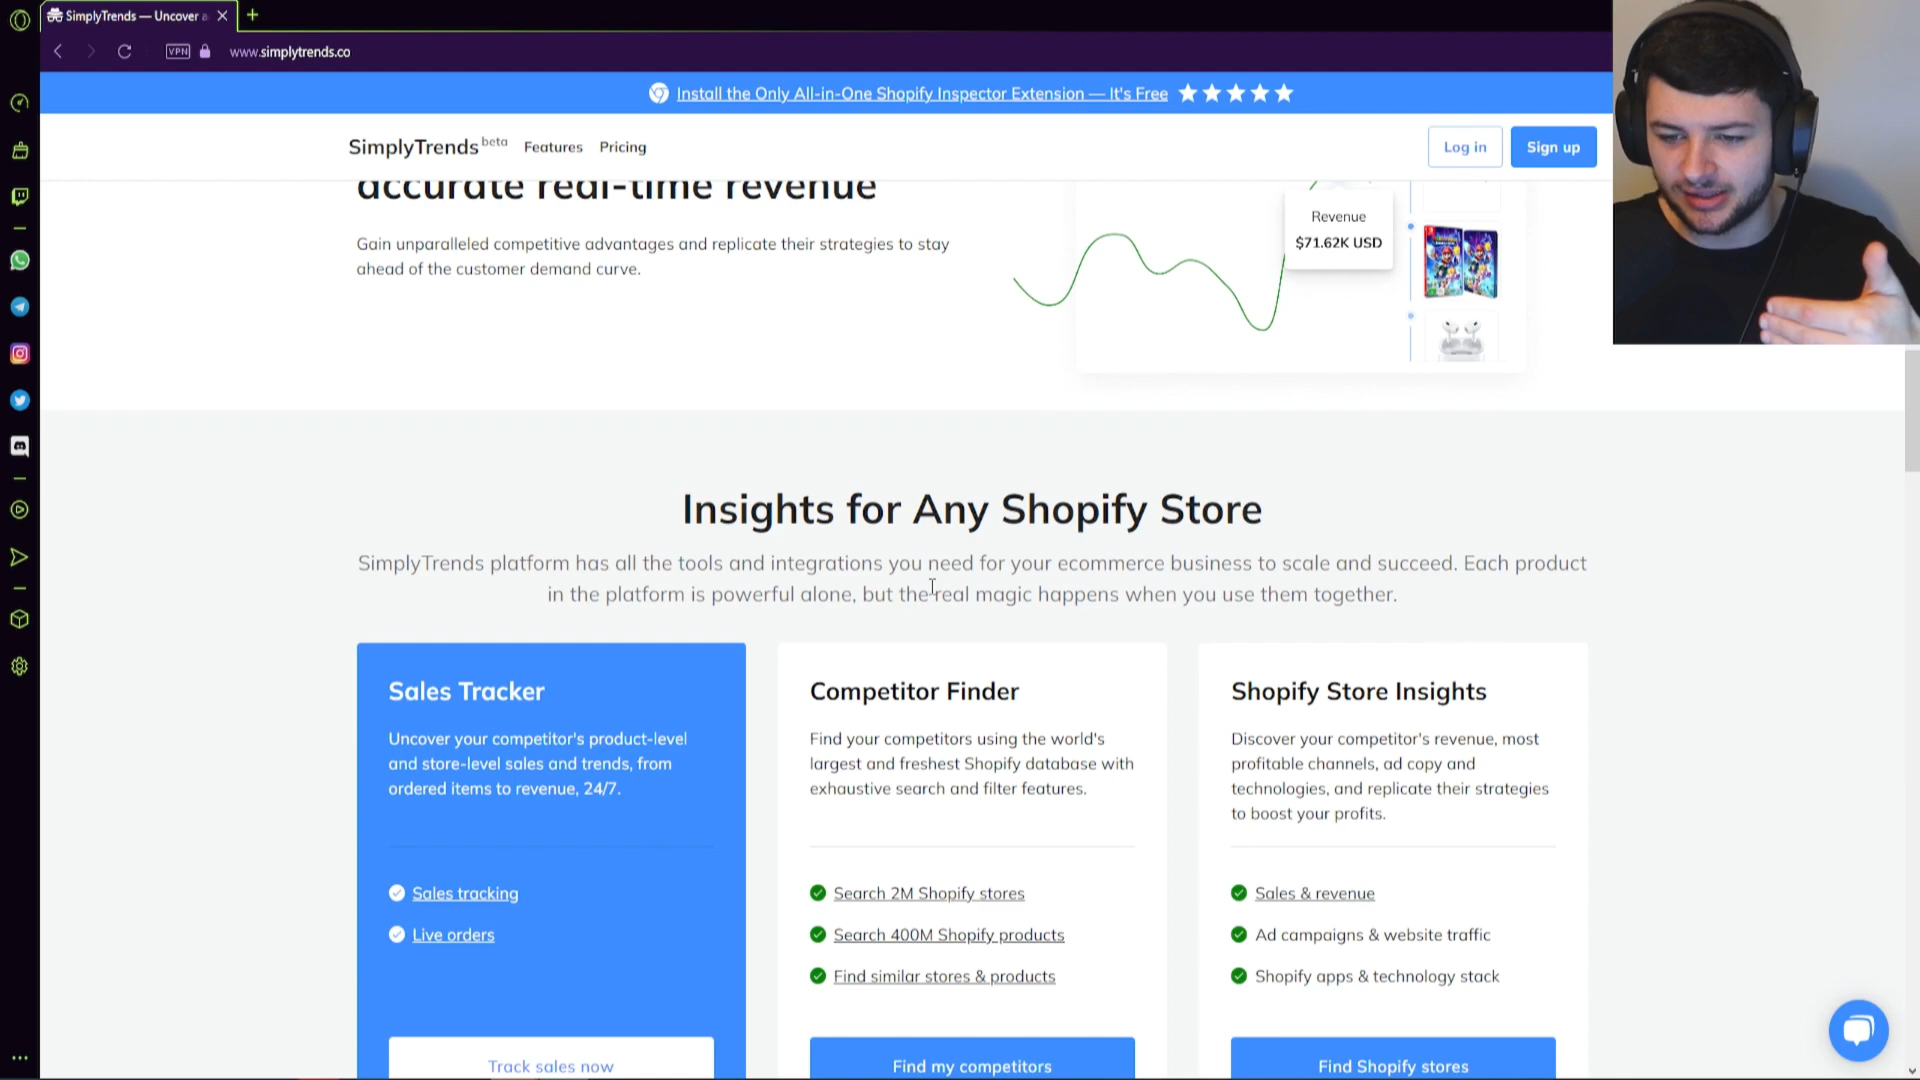 SimplyTrends — Uncover a
VPN
www.simplytrends.co
Install the Only All-in-One Shopify Inspector Extension — It's Free
SimplyTrends beta
Features
Pricing
Log in
Sign up
accurate real-time revenue
Gain unparalleled competitive advantages and replicate their strategies to stay
ahead of the customer demand curve.
Revenue
$71.62K USD
Insights for Any Shopify Store
SimplyTrends platform has all the tools and integrations you need for your ecommerce business to scale and succeed. Each product
in the platform is powerful alone, but the real magic happens when you use them together.
Sales Tracker
Uncover your competitor's product-level
and store-level sales and trends, from
ordered items to revenue, 24/7.
Sales tracking
Live orders
Track sales now
Competitor Finder
Find your competitors using the world's
largest and freshest Shopify database with
exhaustive search and filter features.
Search 2M Shopify stores
Search 400M Shopify products
Find similar stores & products
Find my competitors
Shopify Store Insights
Discover your competitor's revenue, most
profitable channels, ad copy and
technologies, and replicate their strategies
to boost your profits.
Sales & revenue
Ad campaigns & website traffic
Shopify apps & technology stack
Find Shopify stores